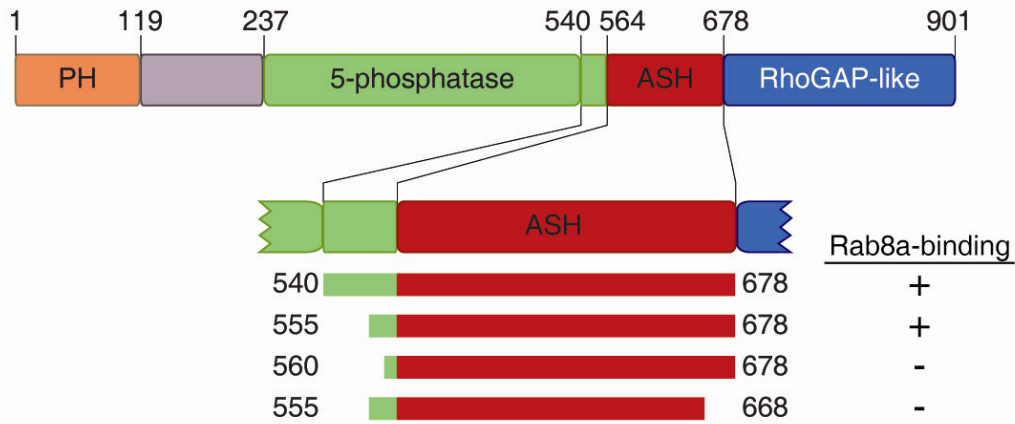 1 119 237 540 564 678 901
PH 5-phosphatase ASH RhoGAP-like
ASH
Rab8a-binding
540 678 +
555 678 +
560 678 -
555 668 -